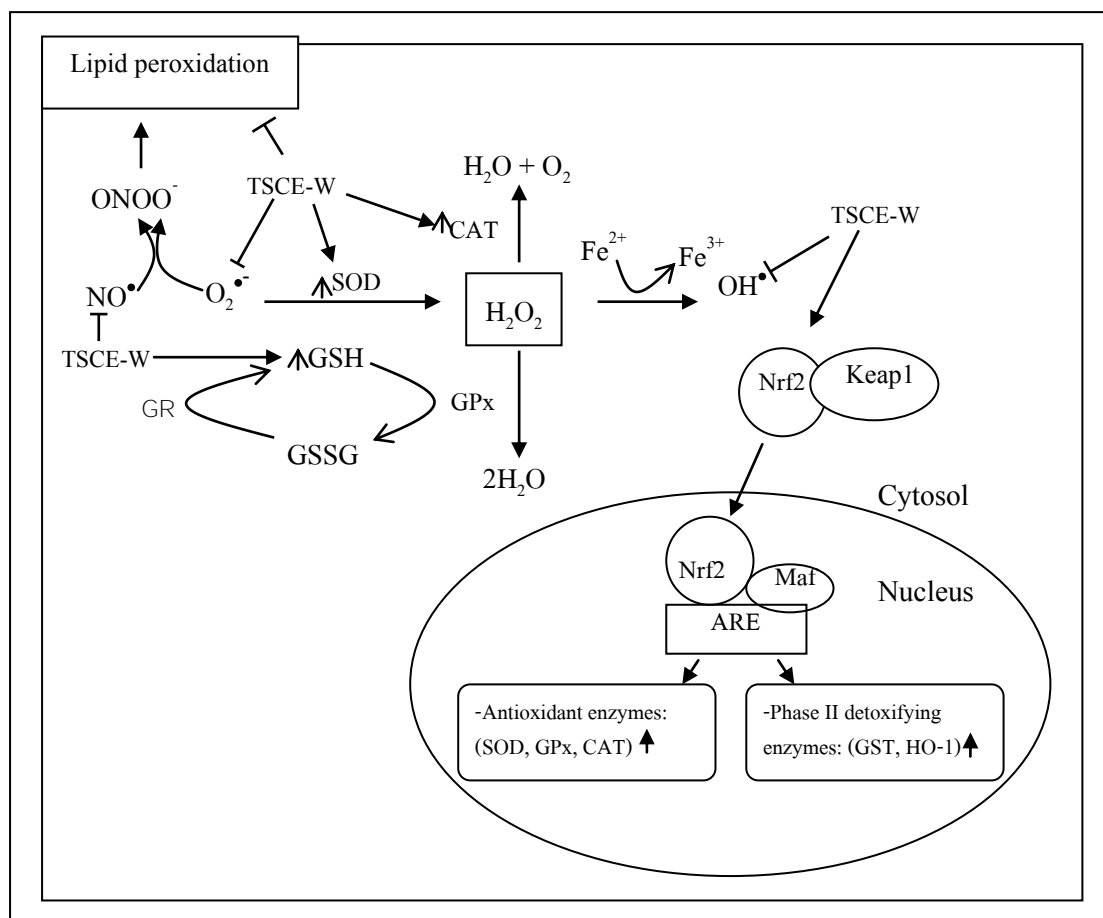 Lipid peroxidation
H₂O + O₂
ONOO⁻
TSCE-W
CAT
TSCE-W
Fe²⁺
Fe³⁺
NO•
O₂•⁻
SOD
H₂O₂
OH•
TSCE-W
GSH
GR
GPx
GSSG
2H₂O
Nrf2
Keap1
Cytosol
Nrf2
Maf
Nucleus
ARE
-Antioxidant enzymes:
(SOD, GPx, CAT)
-Phase II detoxifying
enzymes: (GST, HO-1)